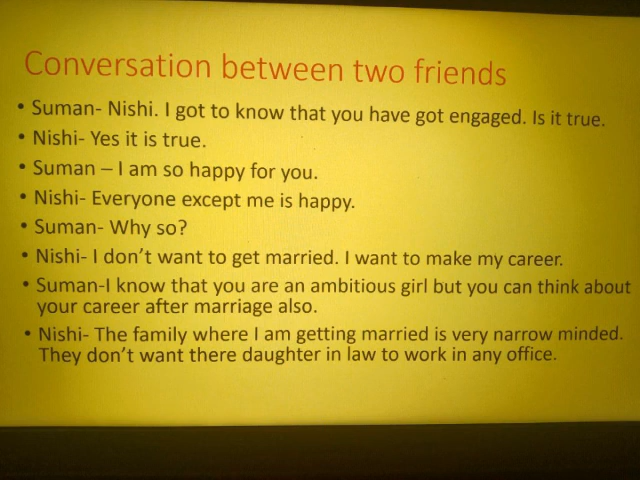 Conversation between two friends
• Suman- Nishi. I got to know that you have got engaged. Is it true.
• Nishi- Yes it is true.
• Suman – I am so happy for you.
• Nishi- Everyone except me is happy.
• Suman- Why so?
• Nishi- I don't want to get married. I want to make my career.
• Suman-I know that you are an ambitious girl but you can think about
your career after marriage also.
• Nishi- The family where I am getting married is very narrow minded.
They don't want there daughter in law to work in any office.